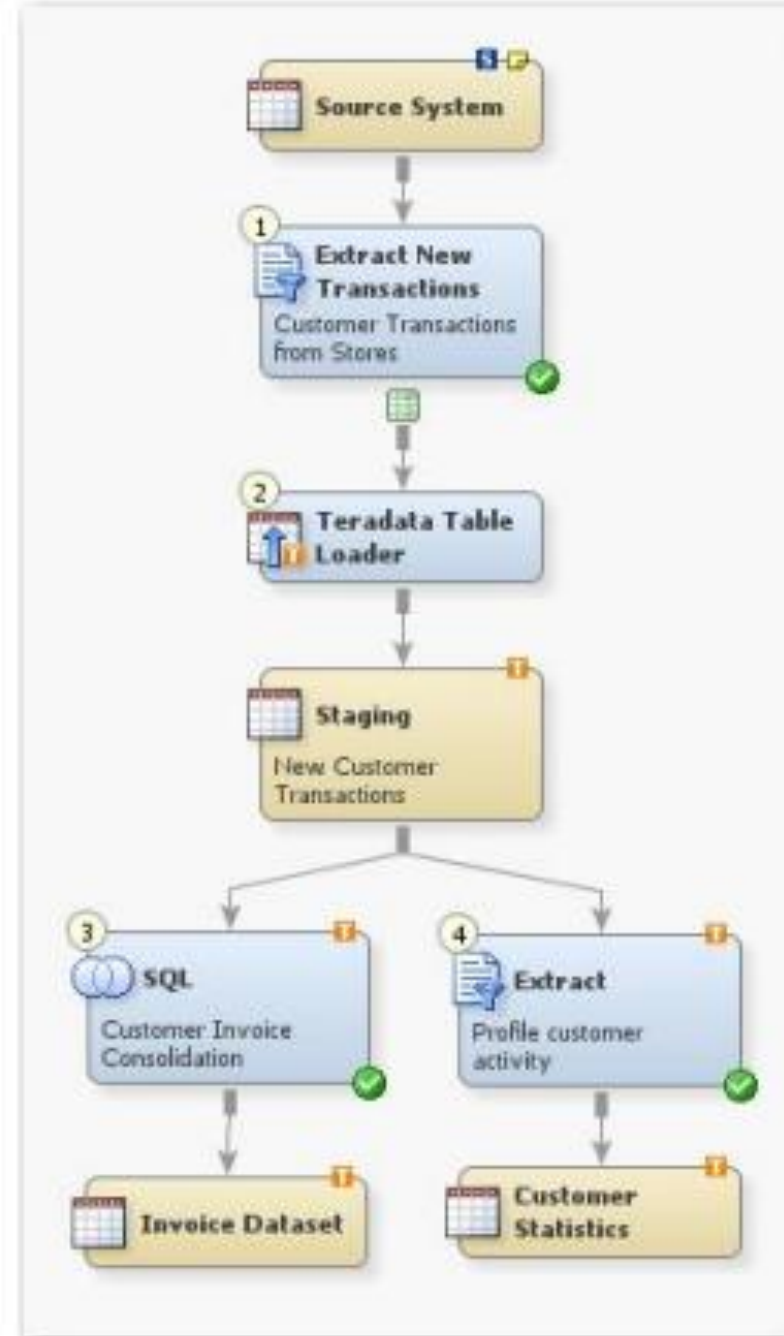 S
Source System
1
Extract New
Transactions
Customer Transactions
from Stores
2
Teradata Table
Loader
T
T
Staging
New Customer
Transactions
3
T
SQL
Customer Invoice
Consolidation
4
T
Extract
Profile customer
activity
T
Invoice Dataset
T
Customer
Statistics